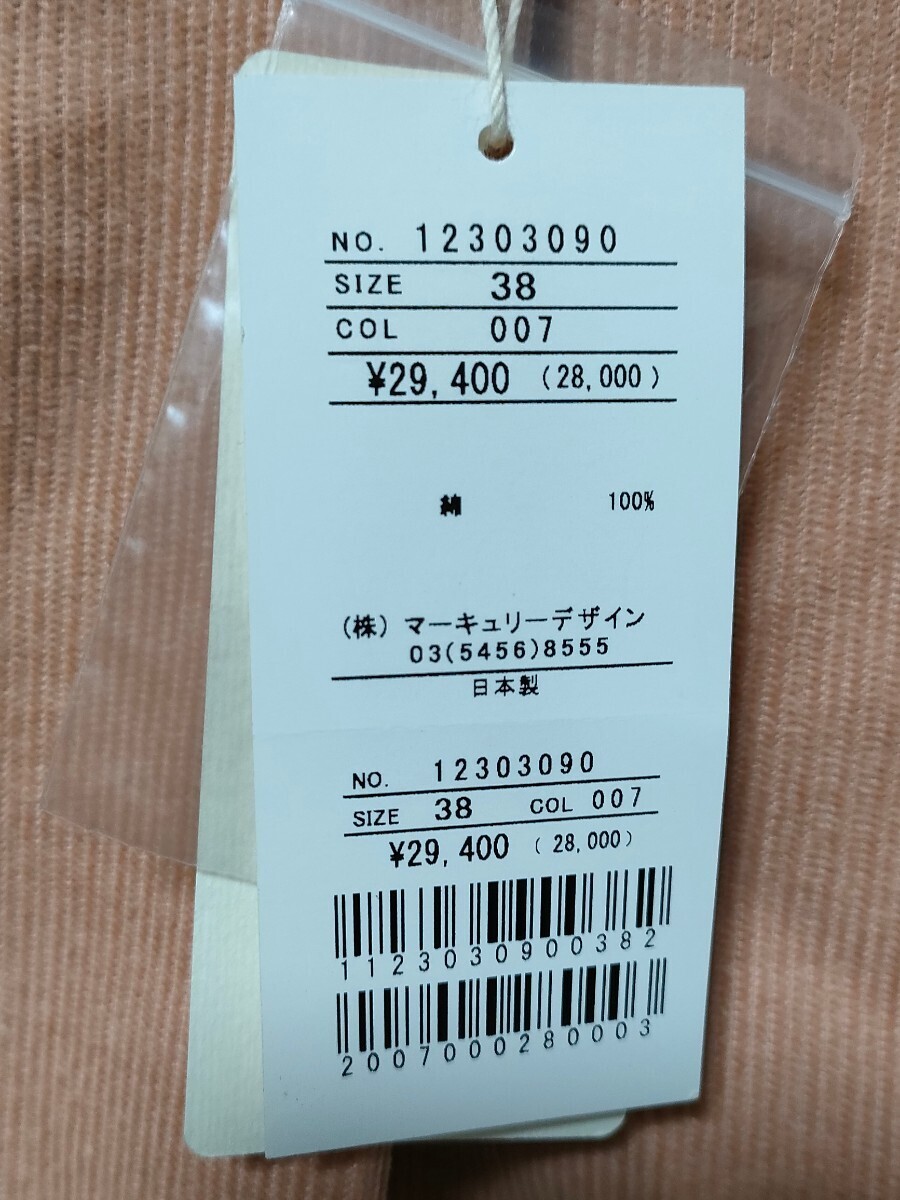 NO. 12303090
SIZE 38
COL 007
¥29,400 (28,000)
綿 100%
(株) マーキュリーデザイン
03(5456)8555
日本製
NO. 12303090
SIZE 38 COL 007
¥29,400 (28,000)
1123030900382
2007000280003